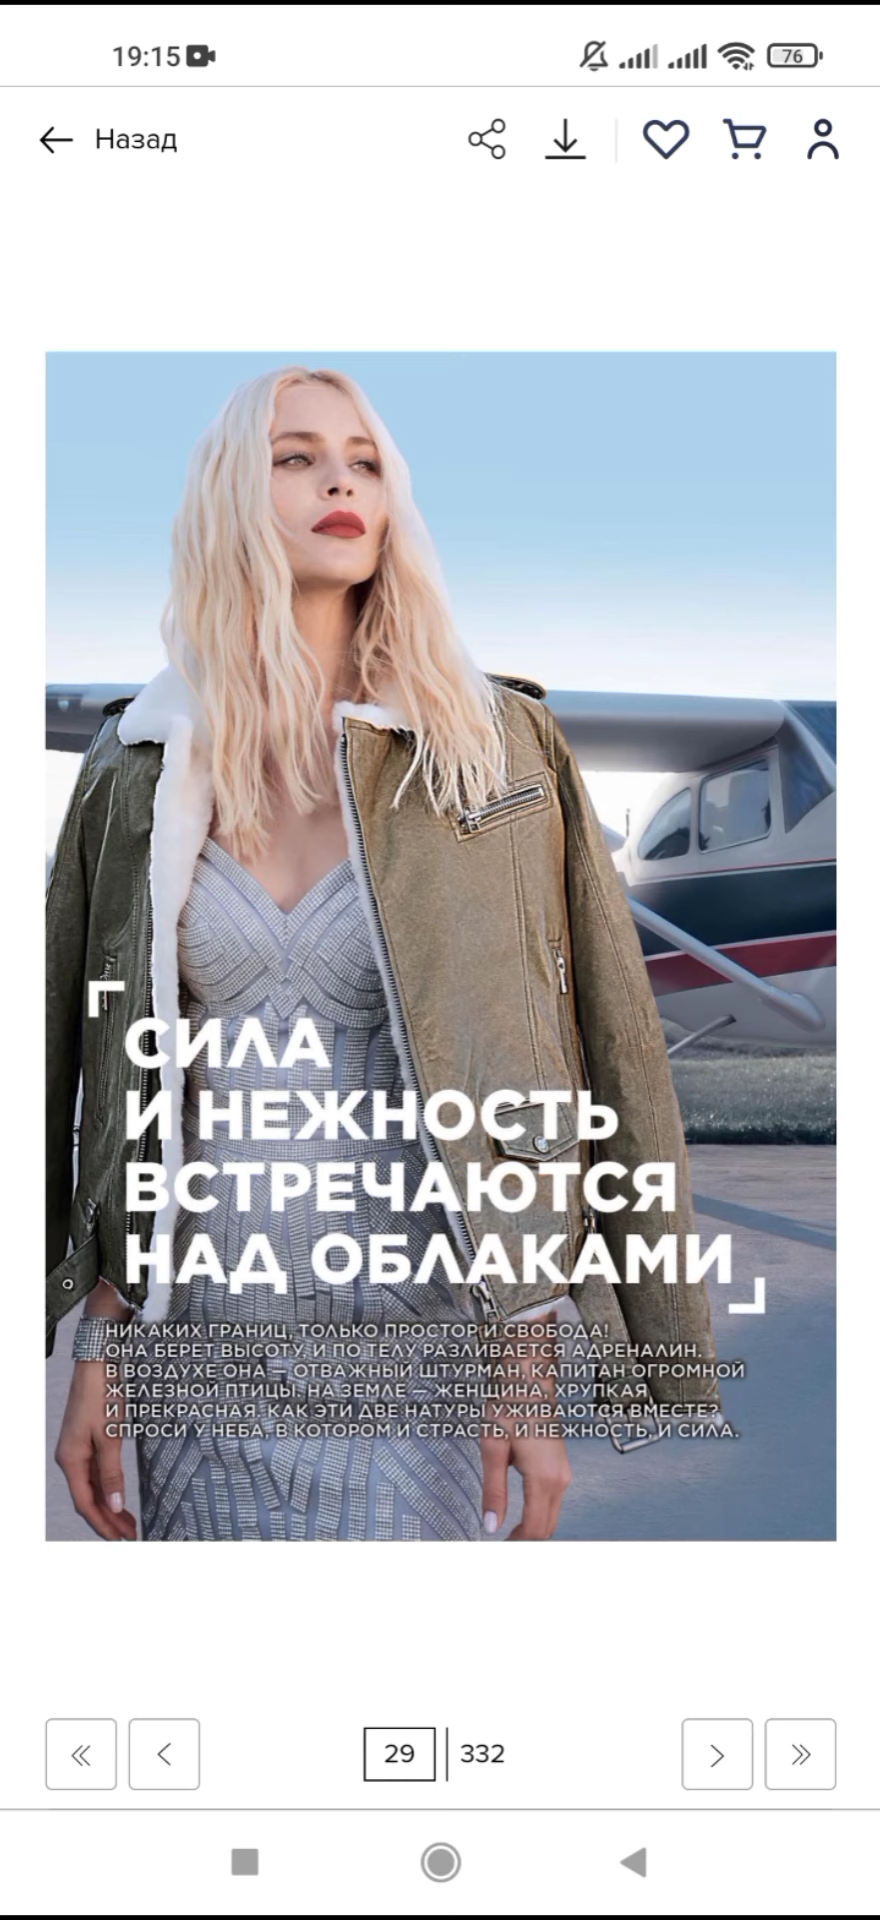 19:15
76
Назад
СИЛА
И НЕЖНОСТЬ
ВСТРЕЧАЮТСЯ
НАД ОБЛАКАМИ
НИКАКИХ ГРАНИЦ, ТОЛЬКО ПРОСТОР И СВОБОДА!
ОНА БЕРЕТ ВЫСОТУ, И ПО ТЕЛУ РАЗЛИВАЕТСЯ АДРЕНАЛИН.
В ВОЗДУХЕ ОНА — ОТВАЖНЫЙ ШТУРМАН, КАПИТАН ОГРОМНОЙ
ЖЕЛЕЗНОЙ ПТИЦЫ. НА ЗЕМЛЕ — ЖЕНЩИНА, ХРУПКАЯ
И ПРЕКРАСНАЯ. КАК ЭТИ ДВЕ НАТУРЫ УЖИВАЮТСЯ ВМЕСТЕ?
СПРОСИ У НЕБА, В КОТОРОМ И СТРАСТЬ, И НЕЖНОСТЬ, И СИЛА.
29 | 332